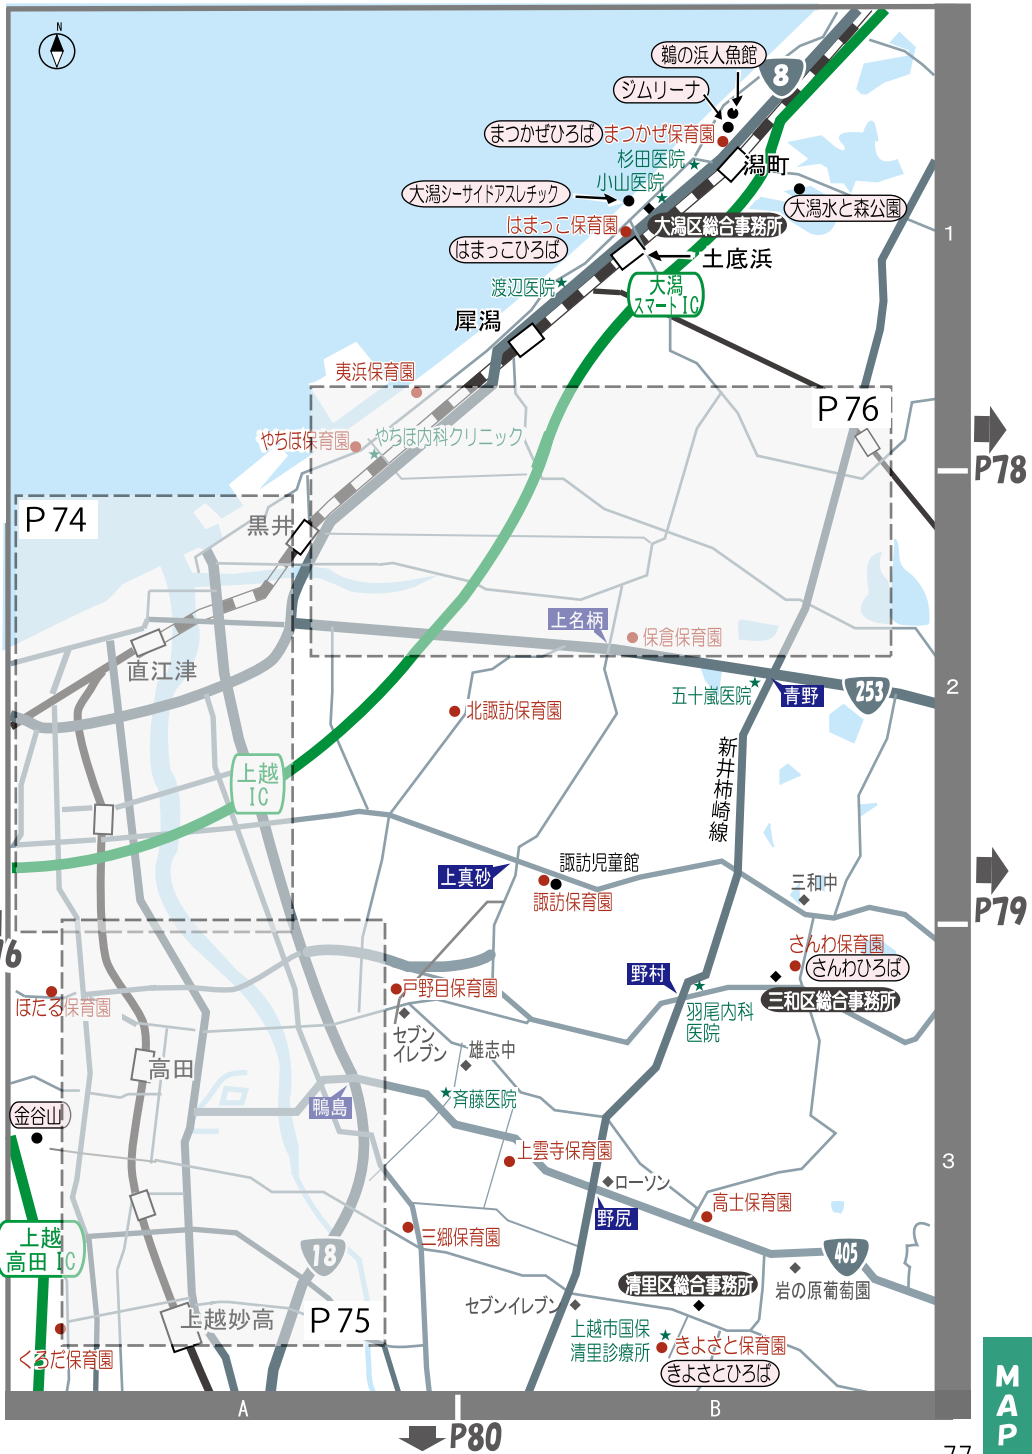 N
鵜の浜人魚館
8
ジムリーナ
まつかぜひろば
まつかぜ保育園
杉田医院
潟町
小山医院
大潟シーサイドアスレチック
大潟水と森公園
はまっこ保育園
大潟区総合事務所
はまっこひろば
土底浜
1
渡辺医院
大潟
スマートIC
犀潟
夷浜保育園
P76
やちほ保育園
やちほ内科クリニック
P78
P74
黒井
上名柄
保倉保育園
直江津
五十嵐医院
青野
253
2
北諏訪保育園
新井柿崎線
上越
IC
諏訪児童館
上真砂
諏訪保育園
三和中
P79
さんわ保育園
さんわひろば
野村
三和区総合事務所
戸野目保育園
ほたる保育園
羽尾内科
医院
セブン
イレブン
雄志中
高田
斉藤医院
鴨島
金谷山
上雲寺保育園
3
ローソン
高士保育園
野尻
三郷保育園
上越
高田IC
18
405
清里区総合事務所
岩の原葡萄園
セブンイレブン
上越妙高
P75
上越市国保
清里診療所
きよさと保育園
くろだ保育園
きよさとひろば
MAP
A
B
P80